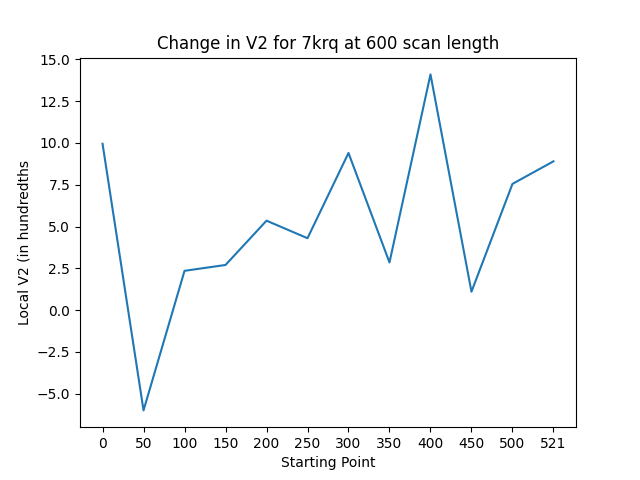 Change in V2 for 7krq at 600 scan length
15.0
12.5
10.0
7.5
5.0
2.5
0.0
−2.5
−5.0
Local V2 (in hundredths)
0 50 100 150 200 250 300 350 400 450 500 521
Starting Point